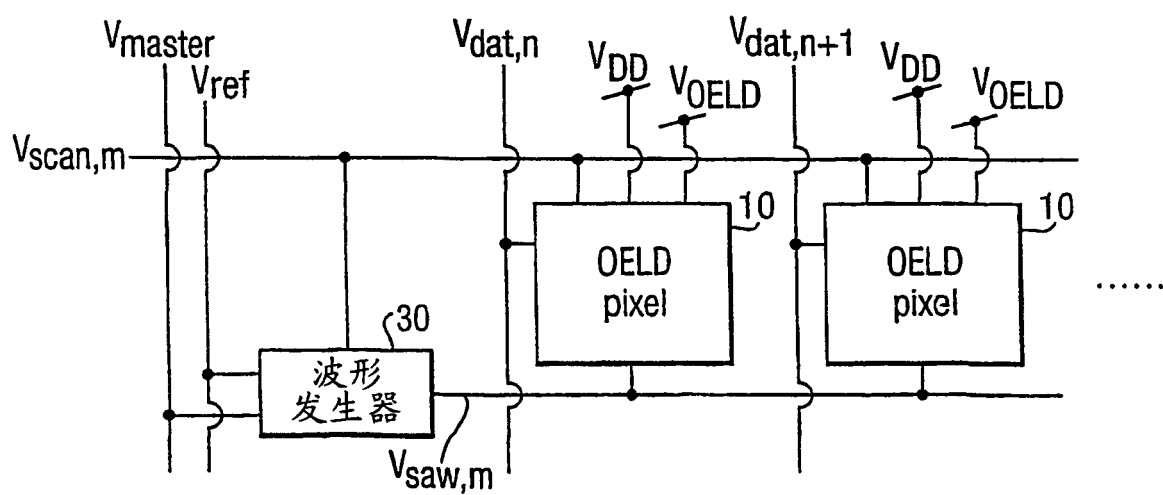 Vmaster
Vref
Vdat,n
VDD
VOELD
Vdat,n+1
VDD
VOELD
Vscan,m
10
10
OELD
pixel
OELD
pixel
......
30
波形
发生器
Vsaw,m